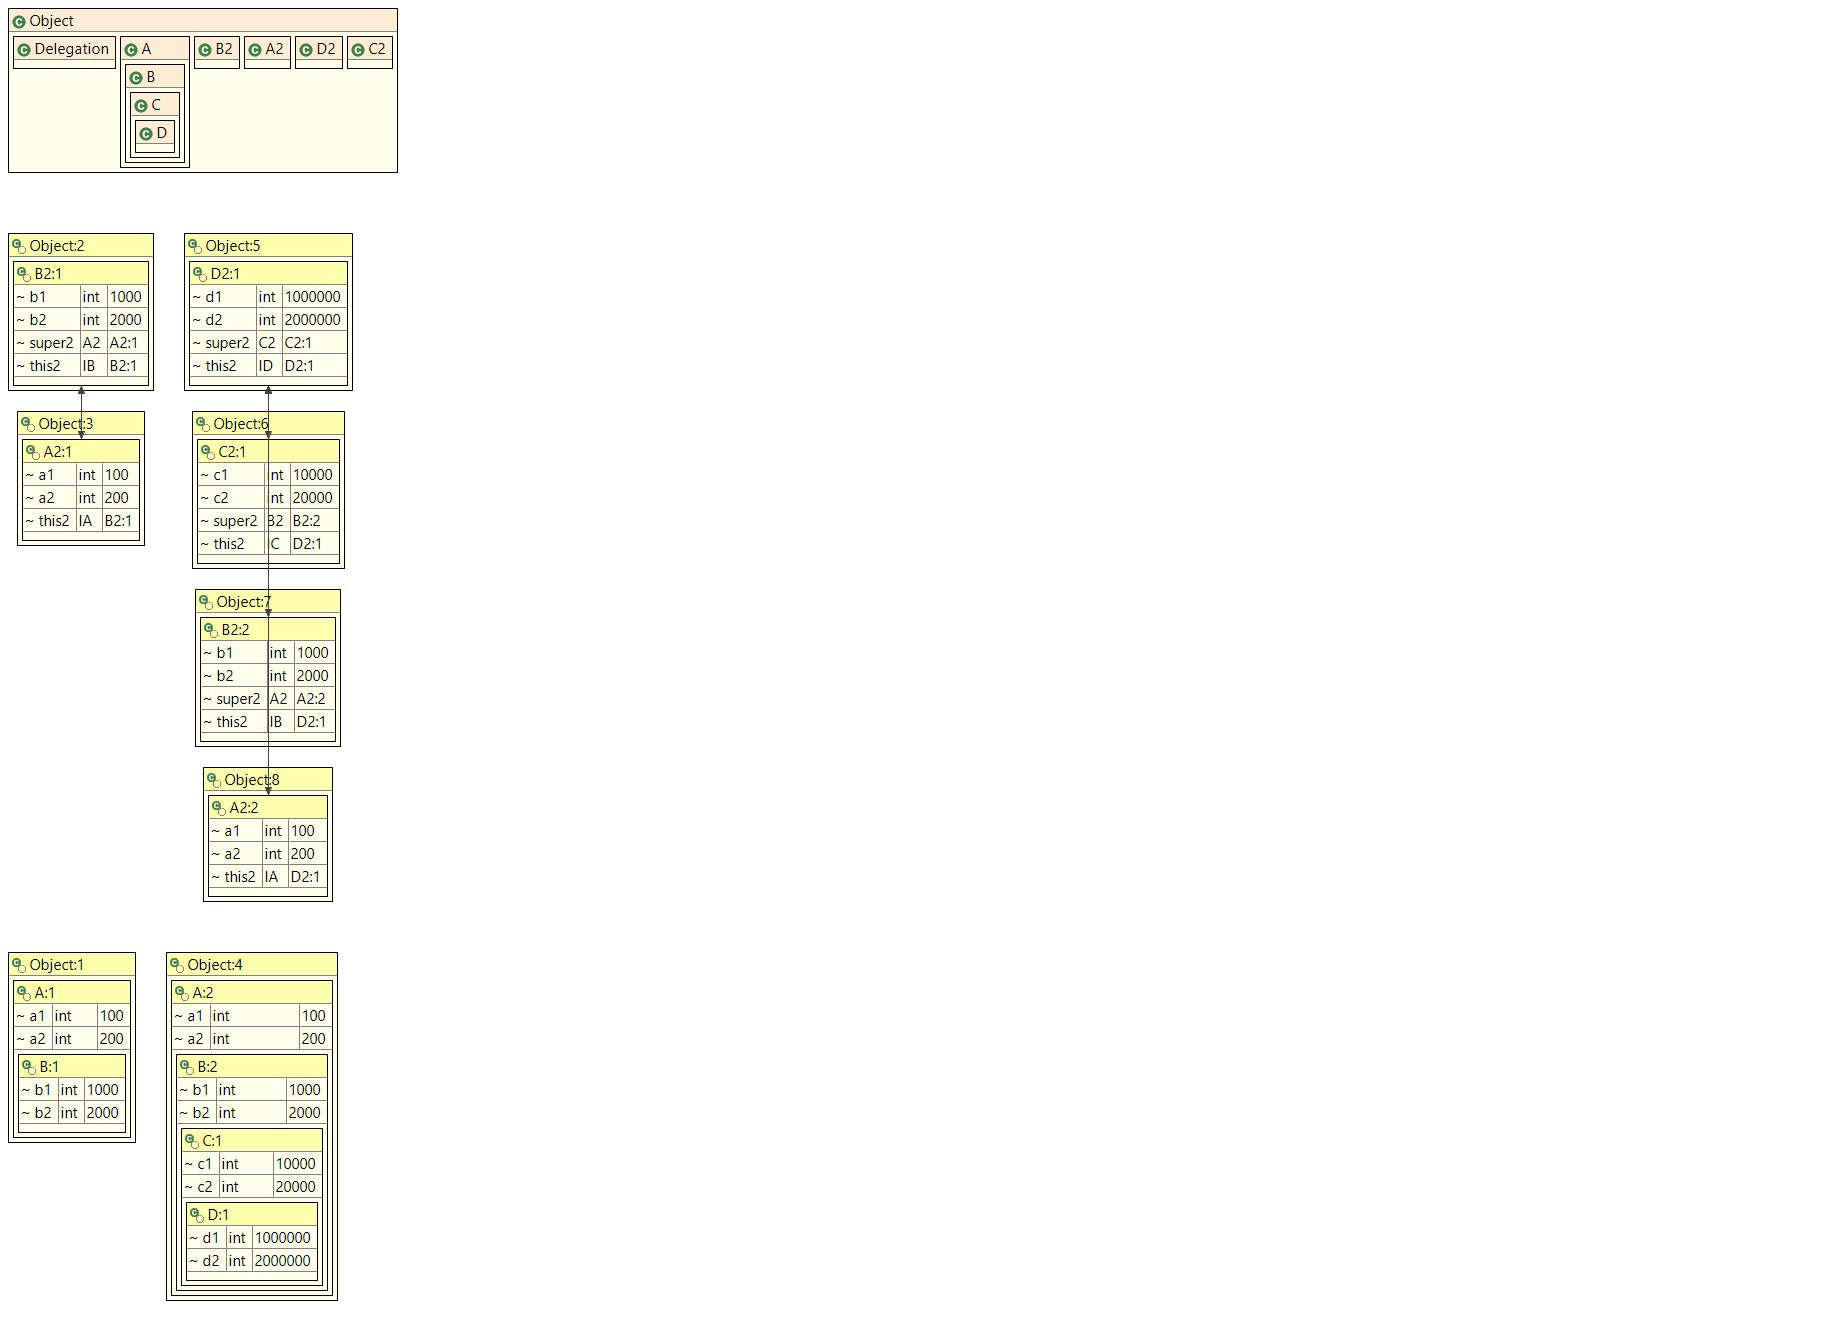 Object
Delegation A B2 A2 D2 C2
B
C
D
Object:2
B2:1
~ b1 int 1000
~ b2 int 2000
~ super2 A2 A2:1
~ this2 IB B2:1
Object:3
A2:1
~ a1 int 100
~ a2 int 200
~ this2 IA B2:1
Object:5
D2:1
~ d1 int 1000000
~ d2 int 2000000
~ super2 C2 C2:1
~ this2 ID D2:1
Object:6
C2:1
~ c1 int 10000
~ c2 int 20000
~ super2 B2 B2:2
~ this2 IC D2:1
Object:7
B2:2
~ b1 int 1000
~ b2 int 2000
~ super2 A2 A2:2
~ this2 IB D2:1
Object:8
A2:2
~ a1 int 100
~ a2 int 200
~ this2 IA D2:1
Object:1
A:1
~ a1 int 100
~ a2 int 200
B:1
~ b1 int 1000
~ b2 int 2000
Object:4
A:2
~ a1 int 100
~ a2 int 200
B:2
~ b1 int 1000
~ b2 int 2000
C:1
~ c1 int 10000
~ c2 int 20000
D:1
~ d1 int 1000000
~ d2 int 2000000